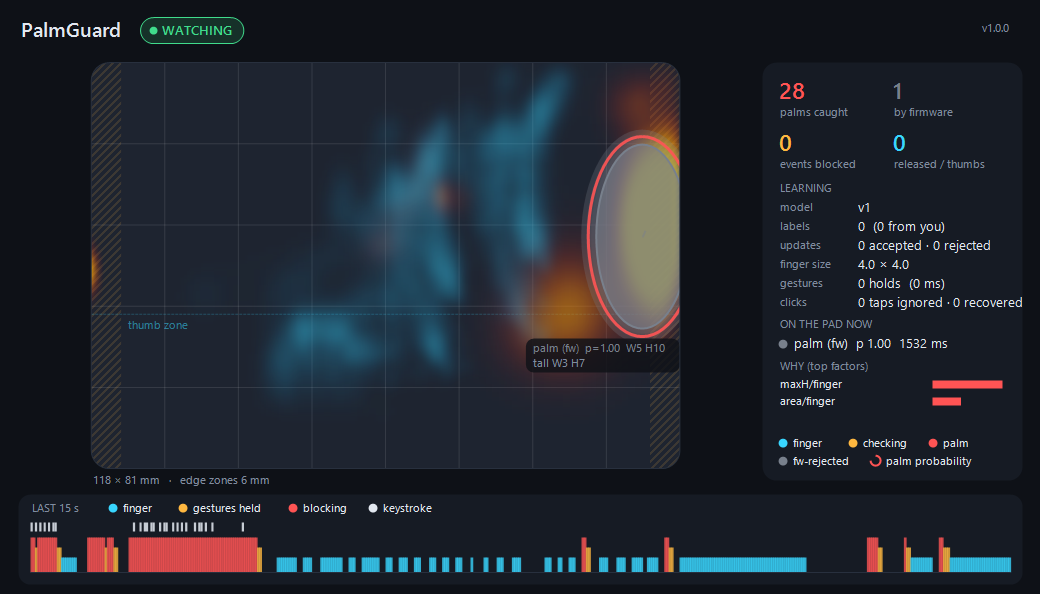 PalmGuard
WATCHING
v1.0.0
28
1
palms caught
by firmware
0
0
events blocked
released / thumbs
LEARNING
model v1
labels 0 (0 from you)
updates 0 accepted · 0 rejected
finger size 4.0 × 4.0
gestures 0 holds (0 ms)
clicks 0 taps ignored · 0 recovered
ON THE PAD NOW
palm (fw) p 1.00 1532 ms
WHY (top factors)
maxH/finger
area/finger
finger checking palm
fw-rejected palm probability
thumb zone
palm (fw) p=1.00 W5 H10
tall W3 H7
118 × 81 mm · edge zones 6 mm
LAST 15 s finger gestures held blocking keystroke